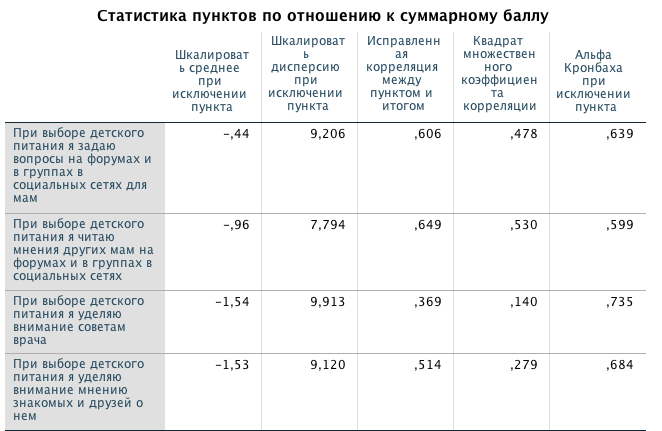 Статистика пунктов по отношению к суммарному баллу
Шкалироват
ь среднее
при
исключении
пункта
Шкалироват
ь
дисперсию
при
исключении
пункта
Исправленн
ая
корреляция
между
пунктом и
итогом
Квадрат
множествен
ного
коэффициен
та
корреляции
Альфа
Кронбаха
при
исключении
пункта
При выборе детского
питания я задаю
вопросы на форумах и
в группах в
социальных сетях для
мам
-,44 9,206 ,606 ,478 ,639
При выборе детского
питания я читаю
мнения других мам на
форумах и в группах в
социальных сетях
-,96 7,794 ,649 ,530 ,599
При выборе детского
питания я уделяю
внимание советам
врача
-1,54 9,913 ,369 ,140 ,735
При выборе детского
питания я уделяю
внимание мнению
знакомых и друзей о
нем
-1,53 9,120 ,514 ,279 ,684